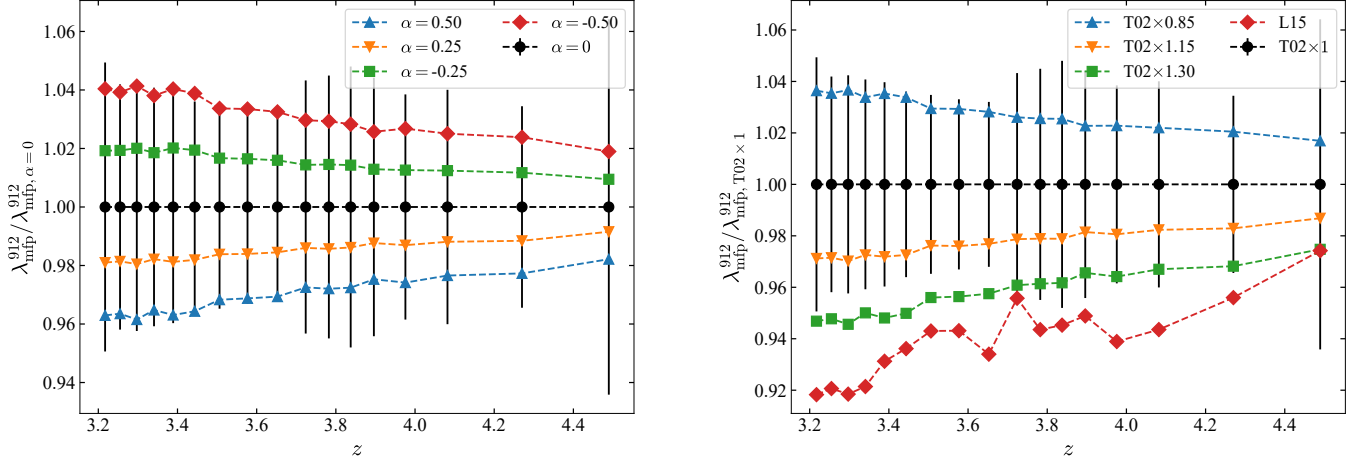 α = 0.50
α = 0.25
α = -0.25
α = -0.50
α = 0
1.06
1.04
1.02
1.00
0.98
0.96
0.94
λ^912_mfp/λ^912_mfp, α = 0
3.2
3.4
3.6
3.8
4.0
4.2
4.4
z
T02×0.85
T02×1.15
T02×1.30
L15
T02×1
1.06
1.04
1.02
1.00
0.98
0.96
0.94
0.92
λ^912_mfp/λ^912_mfp, T02 × 1
3.2
3.4
3.6
3.8
4.0
4.2
4.4
z